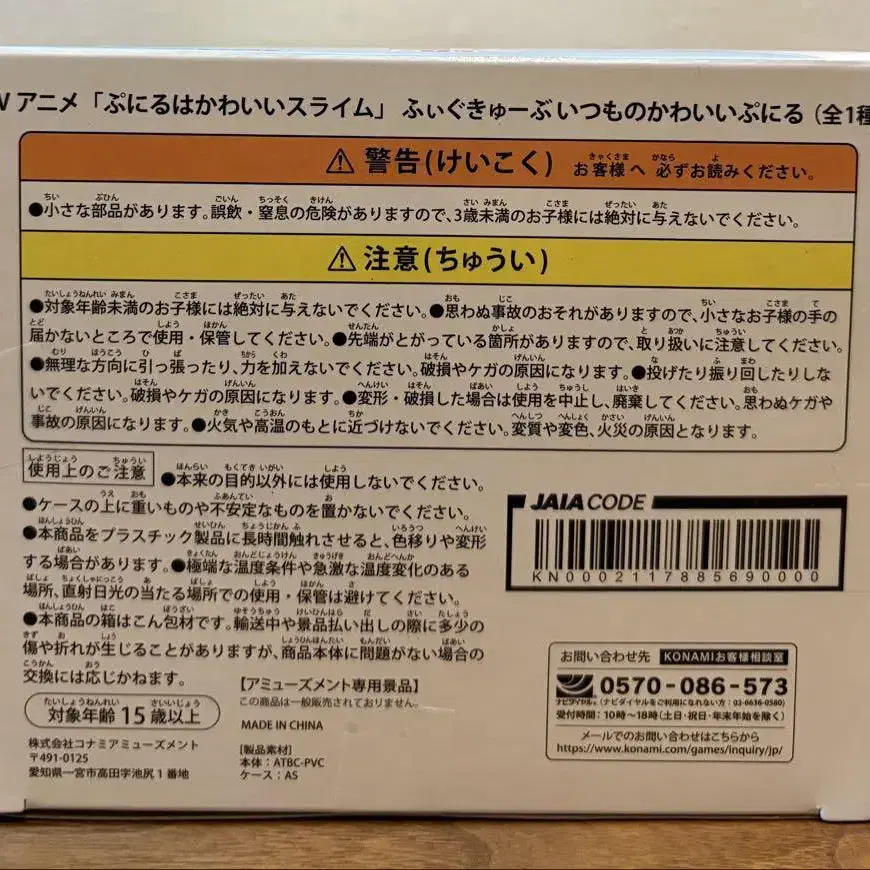 V アニメ「ぷにるはかわいいスライム」 ふぃぐきゅーぶ いつものかわいいぷにる (全1種
⚠ 警告(けいこく) お客様へ 必ずお読みください。
●小さな部品があります。誤飲・窒息の危険がありますので、3歳未満のお子様には絶対に与えないでください。
⚠ 注意(ちゅうい)
●対象年齢未満のお子様には絶対に与えないでください。●思わぬ事故のおそれがありますので、小さなお子様の手の
届かないところで使用・保管してください。●先端がとがっている箇所がありますので、取り扱いに注意してください。
●無理な方向に引っ張ったり、力を加えないでください。破損やケガの原因になります。●投げたり振り回したりしな
いでください。破損やケガの原因になります。●変形・破損した場合は使用を中止し、廃棄してください。思わぬケガや
事故の原因になります。●火気や高温のもとに近づけないでください。変質や変色、火災の原因となります。
使用上のご注意 ●本来の目的以外には使用しないでください。
●ケースの上に重いものや不安定なものを置かないでください。
●本商品をプラスチック製品に長時間触れさせると、色移りや変形
する場合があります。●極端な温度条件や急激な温度変化のある
場所、直射日光の当たる場所での使用・保管は避けてください。
●本商品の箱はこん包材です。輸送中や景品払い出しの際に多少の
傷や折れが生じることがありますが、商品本体に問題がない場合の
交換には応じかねます。
対象年齢 15歳以上
株式会社コナミアミューズメント
〒491-0125
愛知県一宮市高田字池尻1番地
【アミューズメント専用景品】
この商品は一般販売されておりません。
MADE IN CHINA
[製品素材]
本体:ATBC-PVC
ケース:AS
JAIA CODE
KN00021178856900000
お問い合わせ先 KONAMIお客様相談室
ナビダイヤル® 0570-086-573
(ナビダイヤルをご利用になれない方:03-6636-0580)
受付時間:10時~18時(土・日・祝日・年末年始を除く)
メールでのお問い合わせはこちらから
https://www.konami.com/games/inquiry/jp/